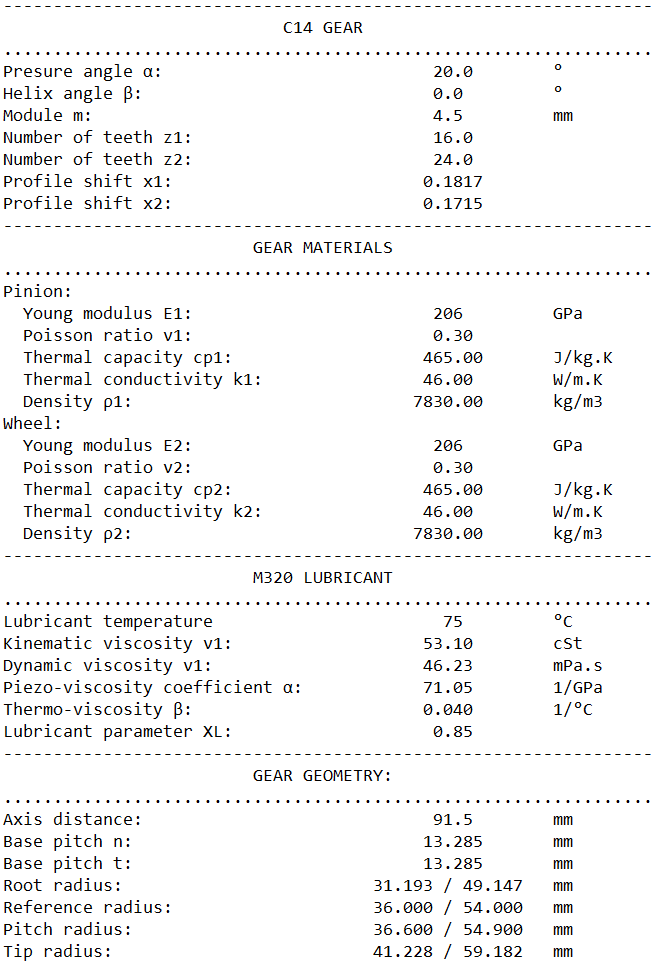 -----------------------------------------------------------------
C14 GEAR
.................................................................
Presure angle α: 20.0 º
Helix angle β: 0.0 º
Module m: 4.5 mm
Number of teeth z1: 16.0
Number of teeth z2: 24.0
Profile shift x1: 0.1817
Profile shift x2: 0.1715
-----------------------------------------------------------------
GEAR MATERIALS
.................................................................
Pinion:
Young modulus E1: 206 GPa
Poisson ratio ν1: 0.30
Thermal capacity cp1: 465.00 J/kg.K
Thermal conductivity k1: 46.00 W/m.K
Density ρ1: 7830.00 kg/m3
Wheel:
Young modulus E2: 206 GPa
Poisson ratio ν2: 0.30
Thermal capacity cp2: 465.00 J/kg.K
Thermal conductivity k2: 46.00 W/m.K
Density ρ2: 7830.00 kg/m3
-----------------------------------------------------------------
M320 LUBRICANT
.................................................................
Lubricant temperature 75 ºC
Kinematic viscosity ν1: 53.10 cSt
Dynamic viscosity ν1: 46.23 mPa.s
Piezo-viscosity coefficient α: 71.05 1/GPa
Thermo-viscosity β: 0.040 1/ºC
Lubricant parameter XL: 0.85
-----------------------------------------------------------------
GEAR GEOMETRY:
.................................................................
Axis distance: 91.5 mm
Base pitch n: 13.285 mm
Base pitch t: 13.285 mm
Root radius: 31.193 / 49.147 mm
Reference radius: 36.000 / 54.000 mm
Pitch radius: 36.600 / 54.900 mm
Tip radius: 41.228 / 59.182 mm